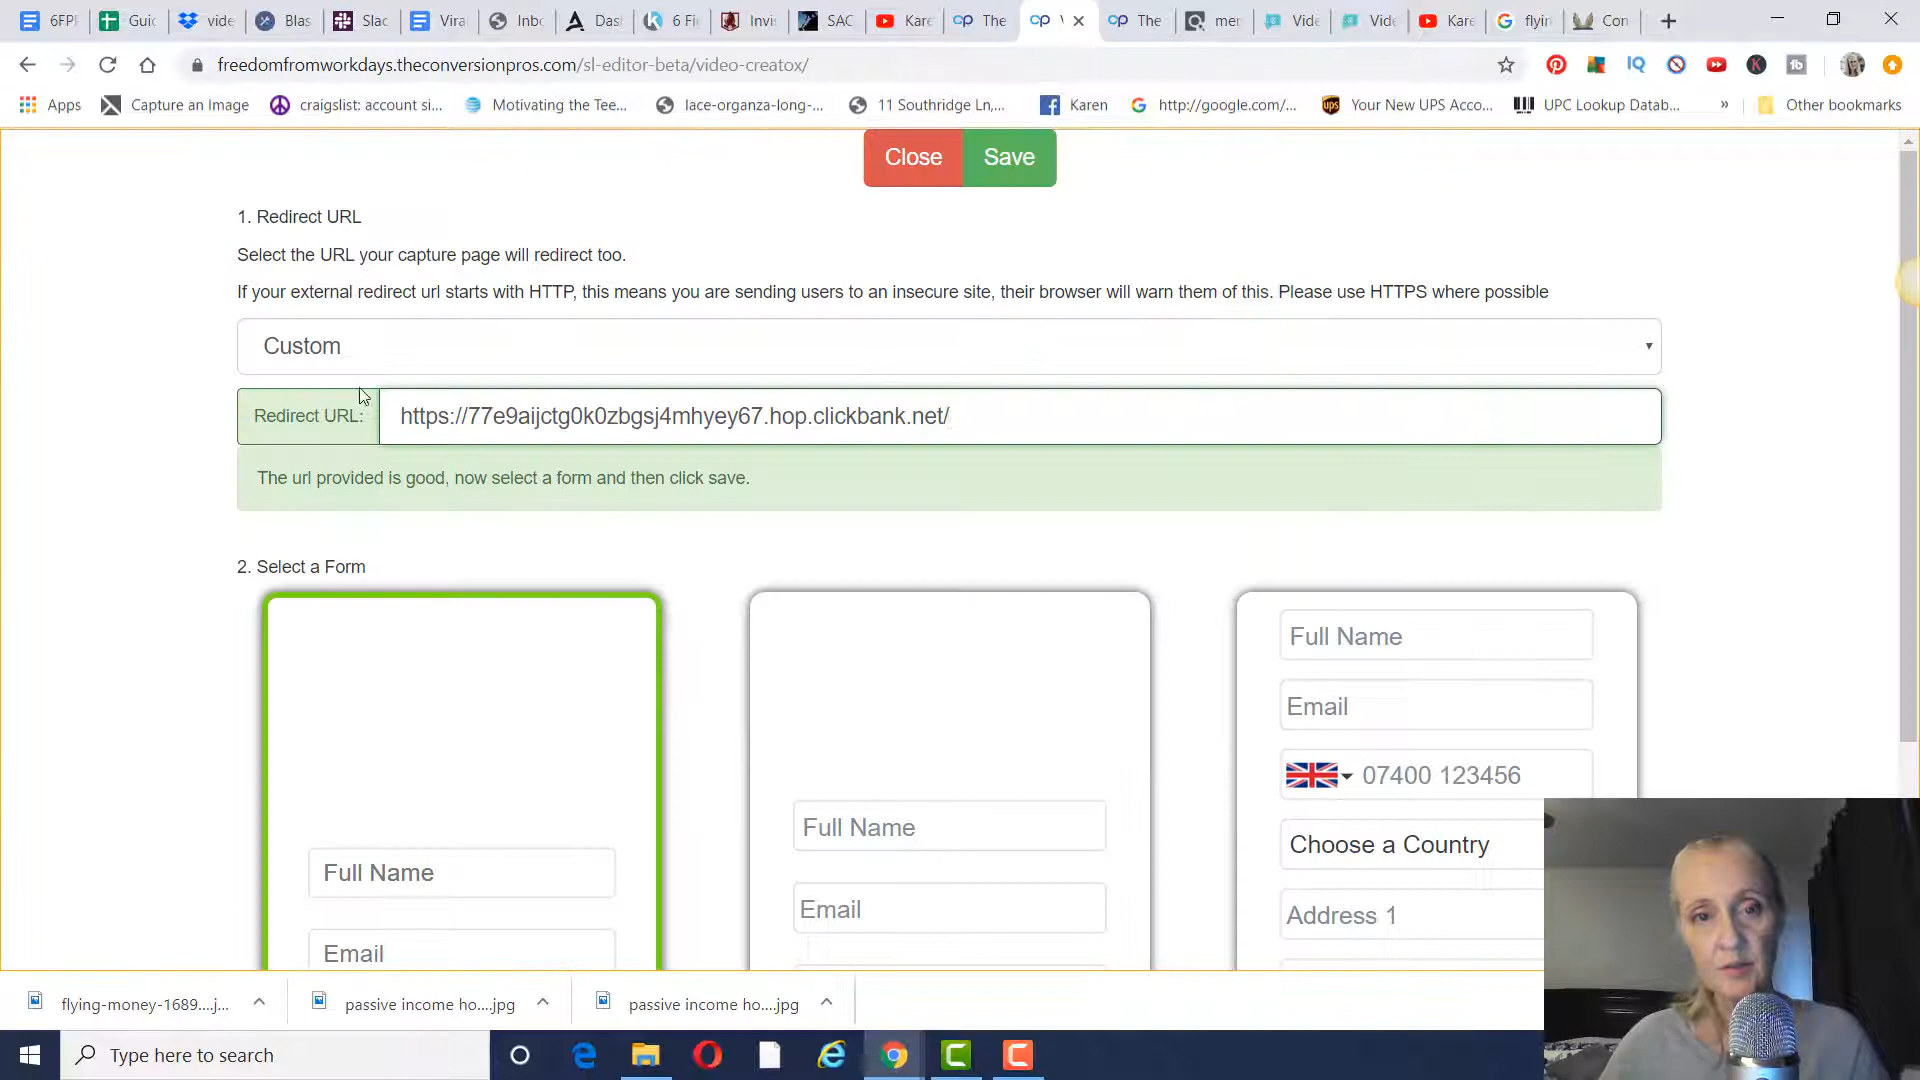 6FPF
Guic
vide
Blas
Slac
Vira
Inbo
Dash
6 Fi
Invis
SAC
Kare
The
The
mer
Vide
Vide
Kare
flyin
Con
freedomfromworkdays.theconversionpros.com/sl-editor-beta/video-creatox/
Apps
Capture an Image
craigslist: account si...
Motivating the Tee...
lace-organza-long-...
11 Southridge Ln,...
Karen
http://google.com/...
Your New UPS Acco...
UPC Lookup Datab...
»
Other bookmarks
Close
Save
1. Redirect URL
Select the URL your capture page will redirect too.
If your external redirect url starts with HTTP, this means you are sending users to an insecure site, their browser will warn them of this. Please use HTTPS where possible
Custom
Redirect URL:
https://77e9aijctg0k0zbgsj4mhyey67.hop.clickbank.net/
The url provided is good, now select a form and then click save.
2. Select a Form
Full Name
Email
Full Name
Email
Full Name
Email
07400 123456
Choose a Country
Address 1
flying-money-1689....j...
passive income ho....jpg
passive income ho....jpg
Type here to search